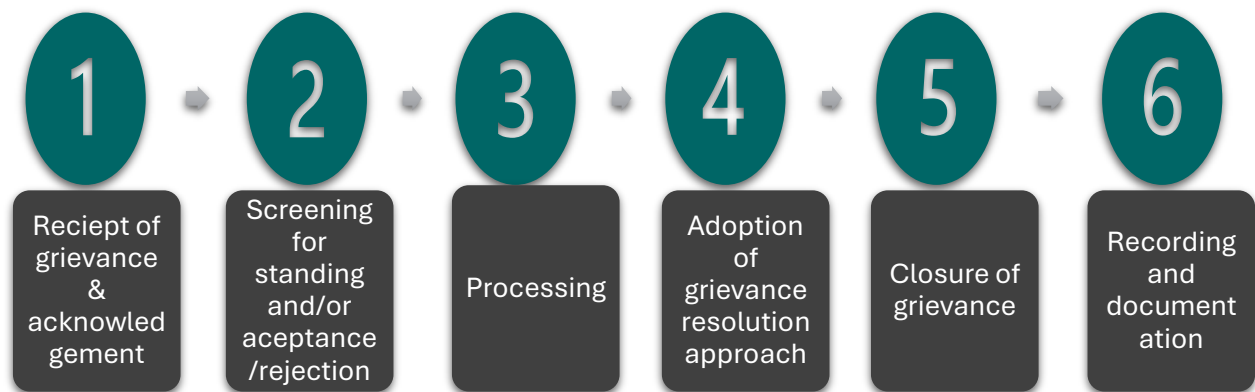 1
2
3
4
5
6
Reciept of
grievance
&
acknowled
gement
Screening
for
standing
and/or
aceptance
/rejection
Processing
Adoption
of
grievance
resolution
approach
Closure of
grievance
Recording
and
document
ation